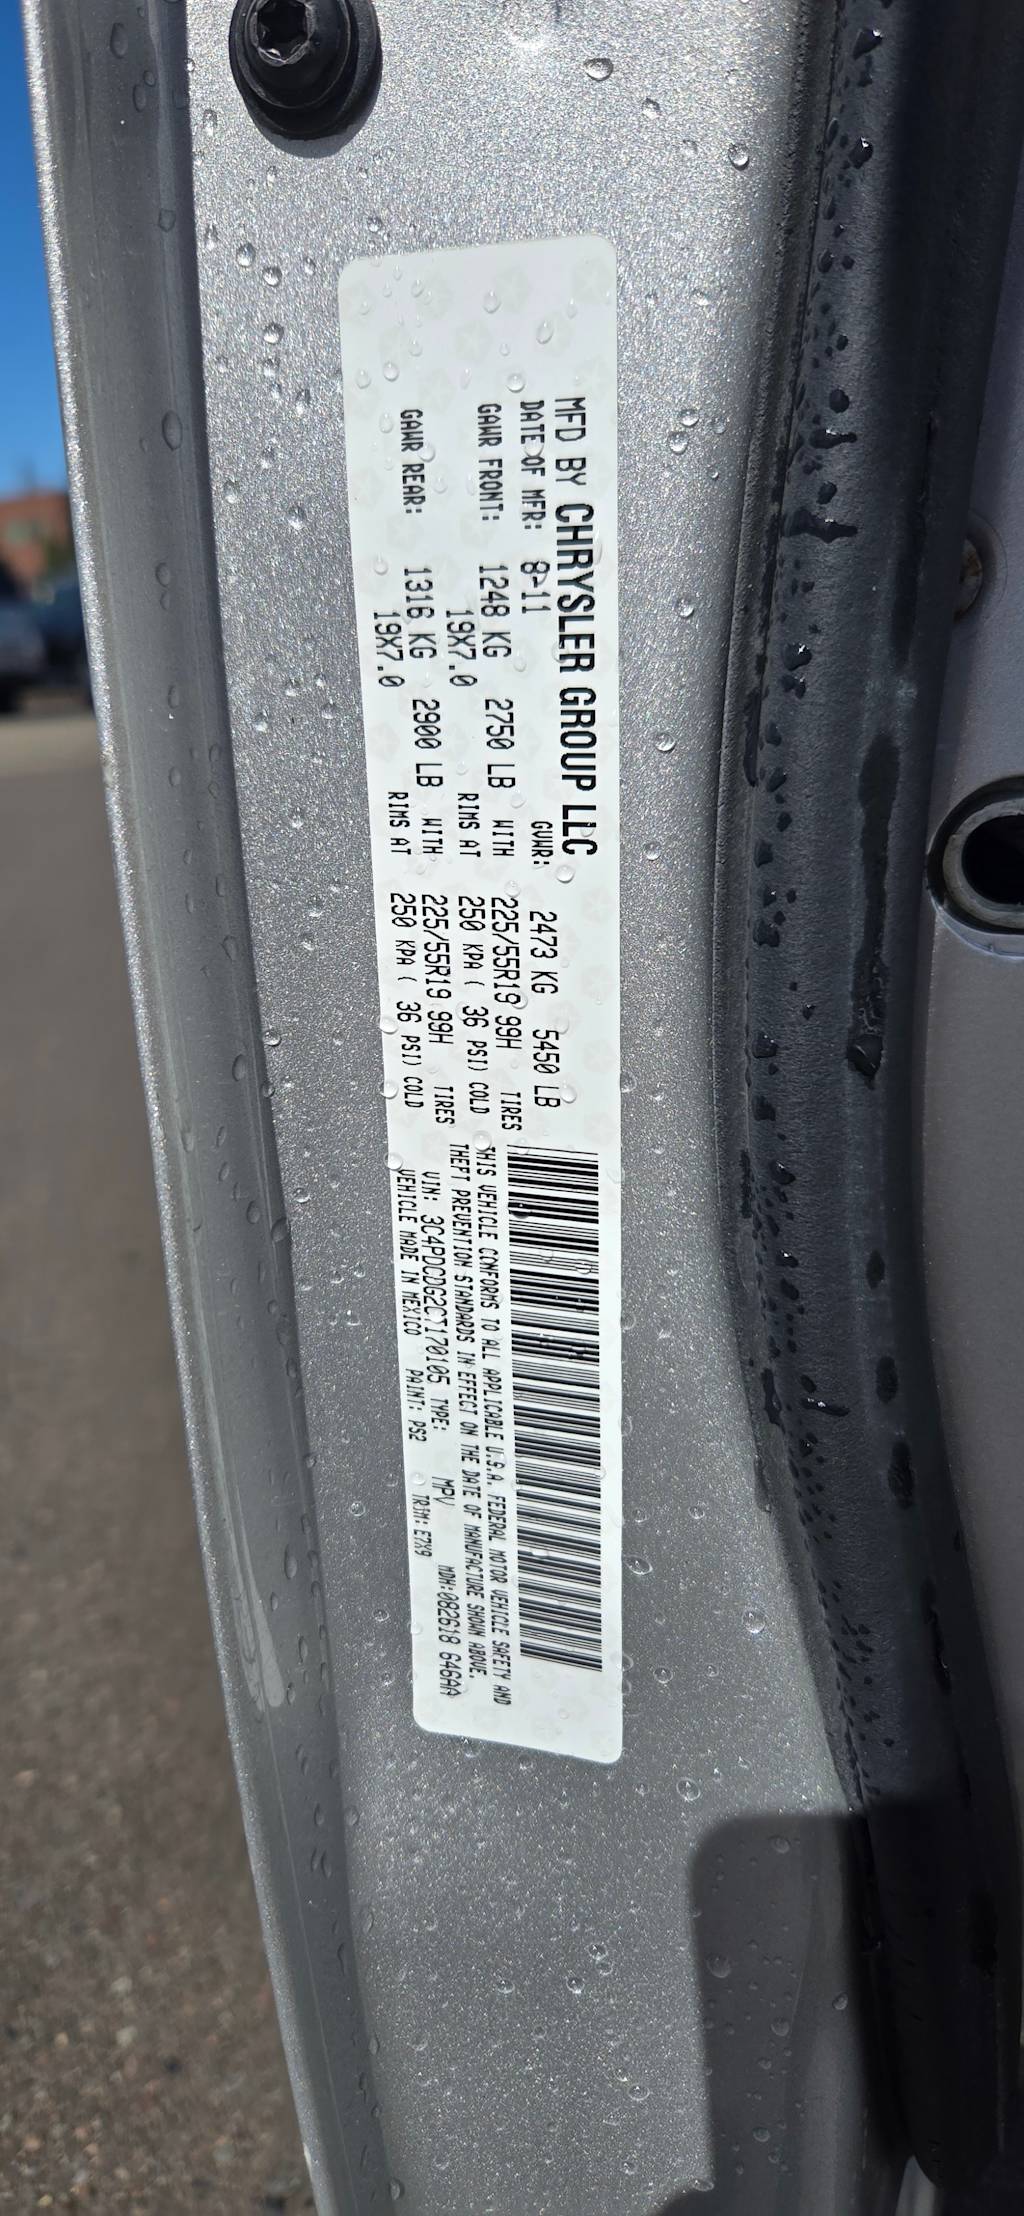 MFD BY CHRYSLER GROUP LLC
DATE OF MFR: 8-11 GVWR: 2473 KG 5450 LB
GAWR FRONT: 1248 KG 2750 LB WITH 225/55R19 99H TIRES
19X7.0 RIMS AT 250 KPA ( 36 PSI) COLD
GAWR REAR: 1316 KG 2900 LB WITH 225/55R19 99H TIRES
19X7.0 RIMS AT 250 KPA ( 36 PSI) COLD
THIS VEHICLE CONFORMS TO ALL APPLICABLE U.S.A. FEDERAL MOTOR VEHICLE SAFETY AND
THEFT PREVENTION STANDARDS IN EFFECT ON THE DATE OF MANUFACTURE SHOWN ABOVE.
VIN: 3C4PDCDG2CT170105 TYPE: MPV MDH:082618 646AA
VEHICLE MADE IN MEXICO PAINT: PS2 TRIM: E7X9